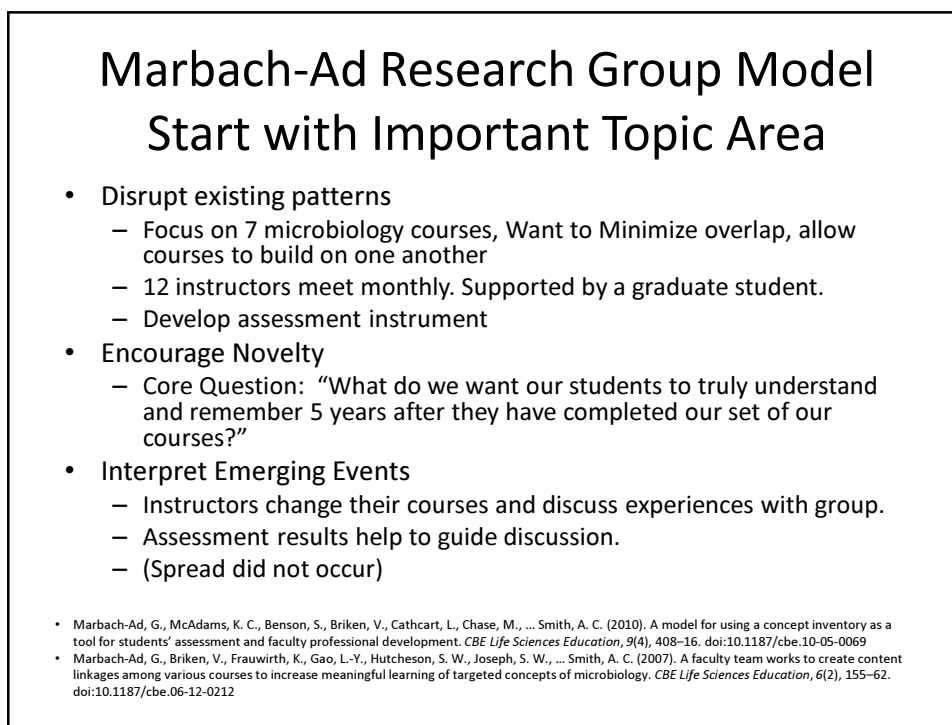 Marbach-Ad Research Group Model
Start with Important Topic Area
• Disrupt existing patterns
– Focus on 7 microbiology courses, Want to Minimize overlap, allow
courses to build on one another
– 12 instructors meet monthly. Supported by a graduate student.
– Develop assessment instrument
• Encourage Novelty
– Core Question:  “What do we want our students to truly understand
and remember 5 years after they have completed our set of our
courses?”
• Interpret Emerging Events
– Instructors change their courses and discuss experiences with group.
– Assessment results help to guide discussion.
– (Spread did not occur)
• Marbach-Ad, G., McAdams, K. C., Benson, S., Briken, V., Cathcart, L., Chase, M., … Smith, A. C. (2010). A model for using a concept inventory as a
tool for students’ assessment and faculty professional development. CBE Life Sciences Education, 9(4), 408–16. doi:10.1187/cbe.10-05-0069
• Marbach-Ad, G., Briken, V., Frauwirth, K., Gao, L.-Y., Hutcheson, S. W., Joseph, S. W., … Smith, A. C. (2007). A faculty team works to create content
linkages among various courses to increase meaningful learning of targeted concepts of microbiology. CBE Life Sciences Education, 6(2), 155–62.
doi:10.1187/cbe.06-12-0212